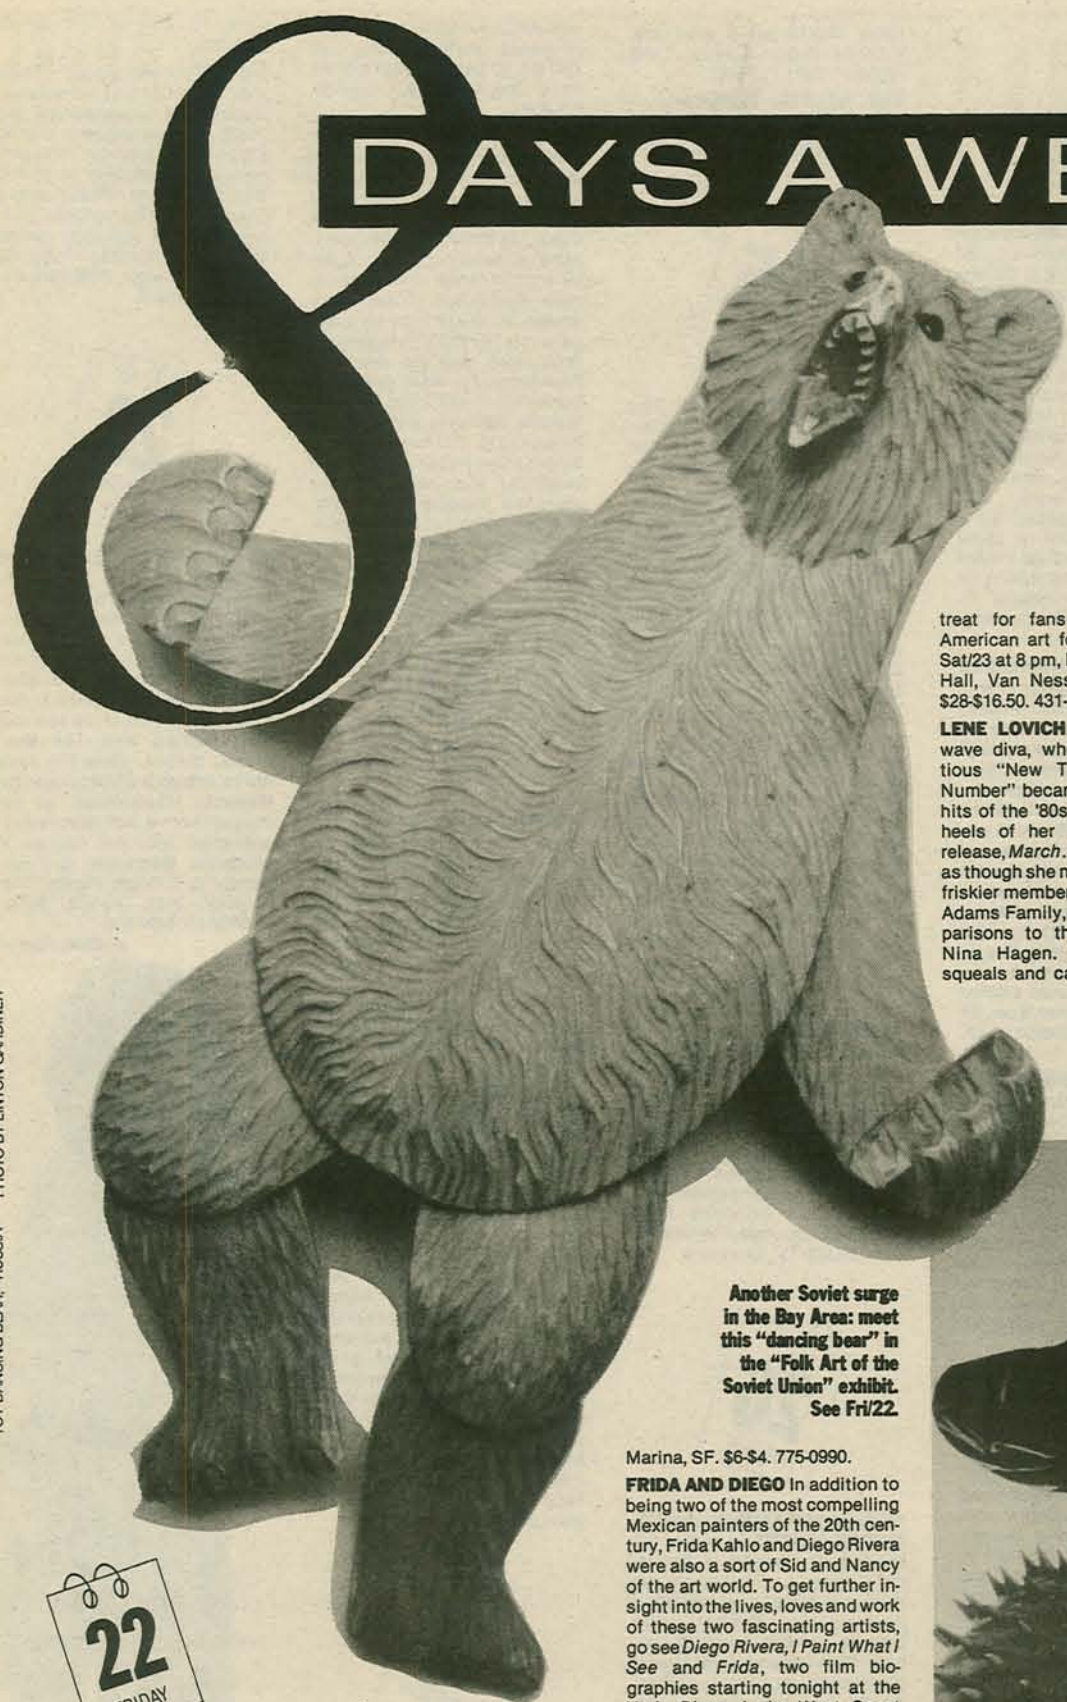 8
DAYS A WE
treat for fans
American art f
Sat/23 at 8 pm,
Hall, Van Ness
$28-$16.50. 431-
LENE LOVICH
wave diva, wh
tious “New T
Number” becam
hits of the '80s
heels of her
release, March.
as though she m
friskier member
Adams Family,
parisons to th
Nina Hagen.
squeals and ca
Another Soviet surge
in the Bay Area: meet
this “dancing bear” in
the “Folk Art of the
Soviet Union” exhibit.
See Fri/22.
Marina, SF. $6-$4. 775-0990.
FRIDA AND DIEGO In addition to
being two of the most compelling
Mexican painters of the 20th cen-
tury, Frida Kahlo and Diego Rivera
were also a sort of Sid and Nancy
of the art world. To get further in-
sight into the lives, loves and work
of these two fascinating artists,
go see Diego Rivera, I Paint What I
See and Frida, two film bio-
graphies starting tonight at the
22